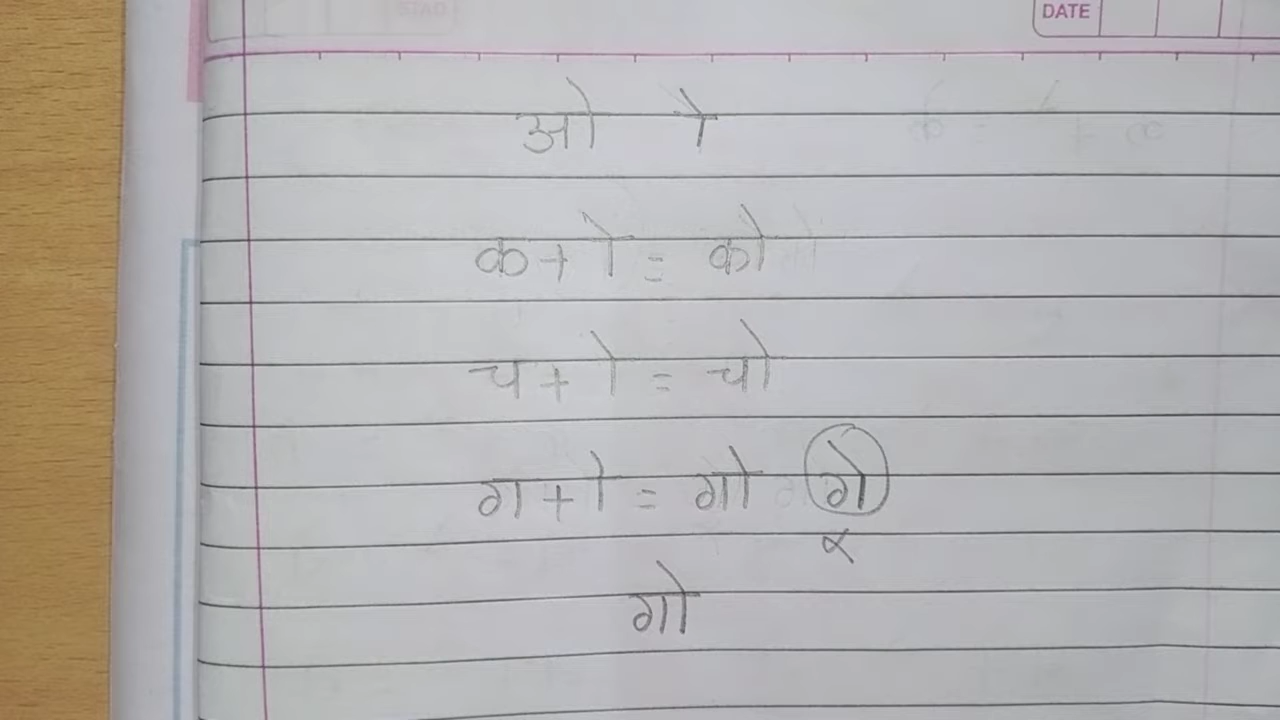 DATE
ओ ो
क + ो = को
च + ो = चो
ग + ो = गो गे
×
गो